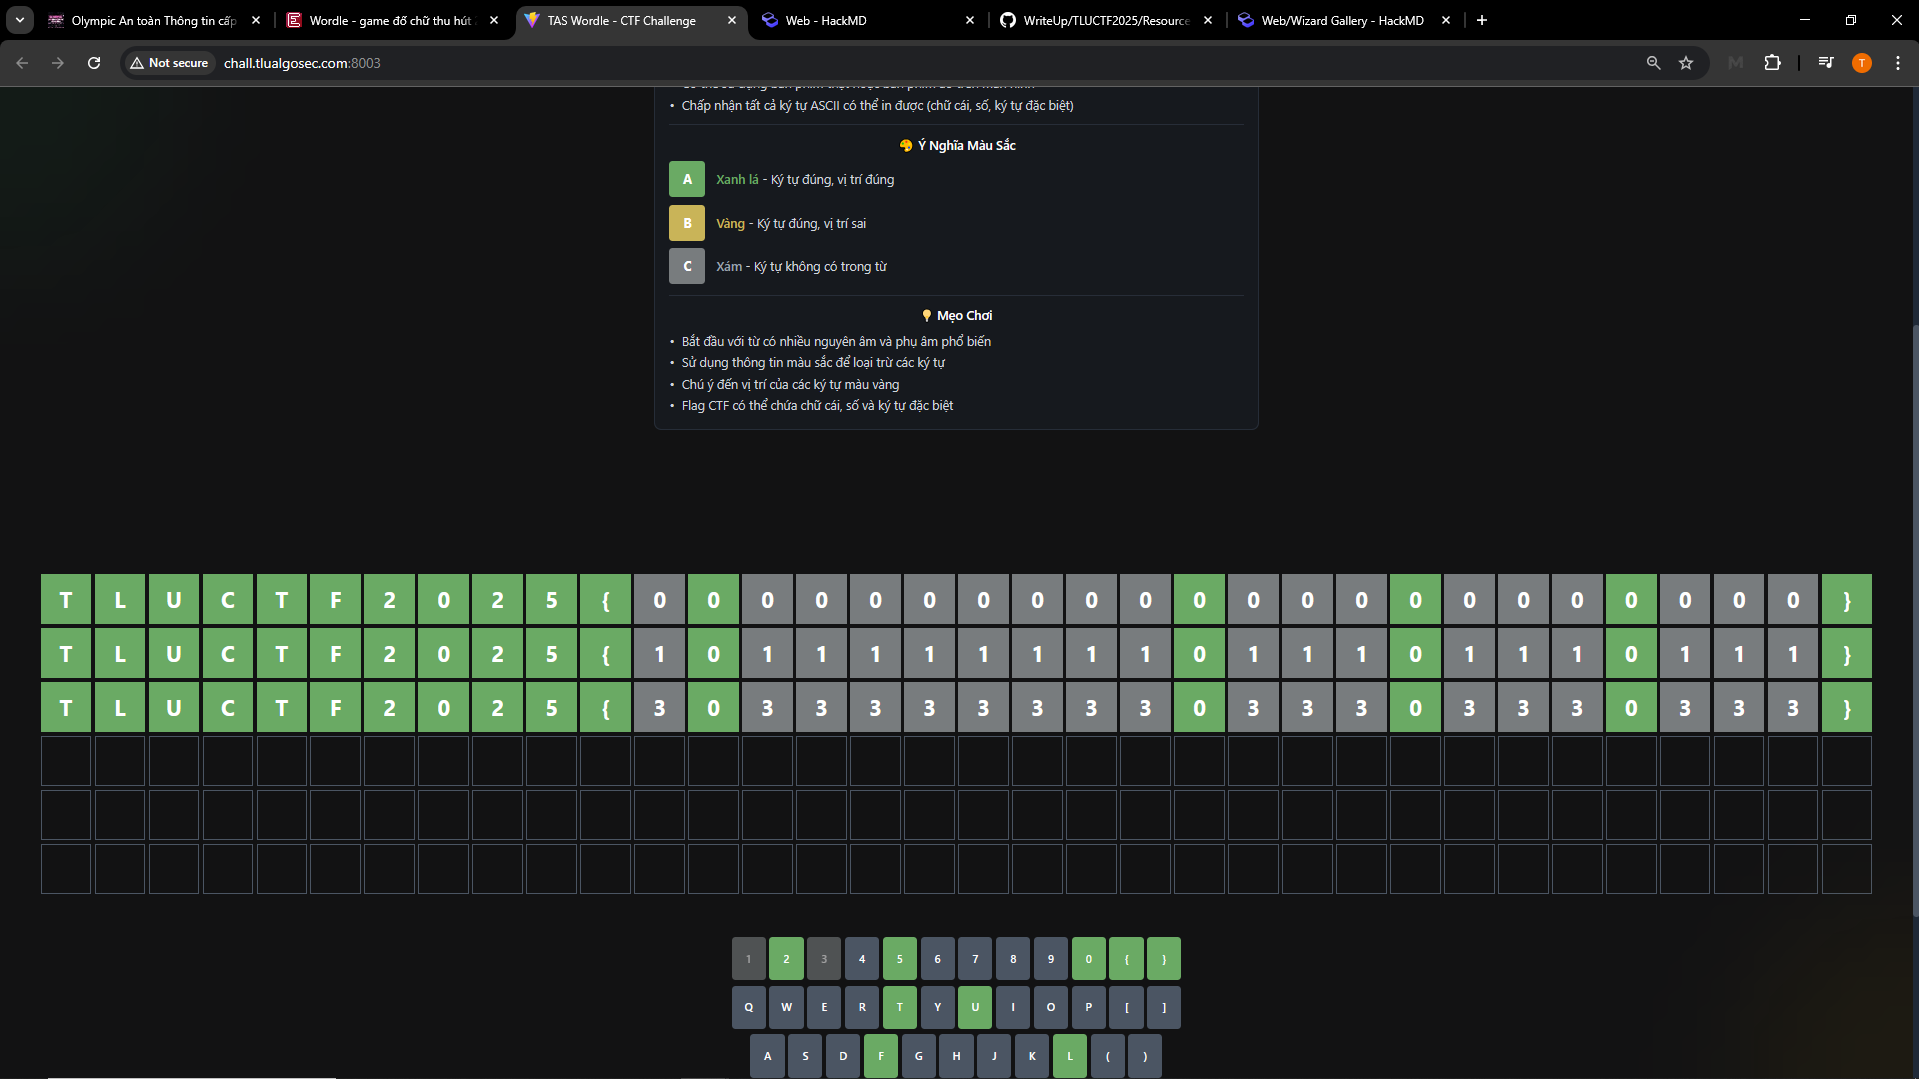 Olympic An toàn Thông tin cấp
Wordle - game đố chữ thu hút
TAS Wordle - CTF Challenge
Web - HackMD
WriteUp/TLUCTF2025/Resource
Web/Wizard Gallery - HackMD
Not secure
chall.tlualgosec.com:8003
T
• Chấp nhận tất cả ký tự ASCII có thể in được (chữ cái, số, ký tự đặc biệt)
Ý Nghĩa Màu Sắc
A Xanh lá - Ký tự đúng, vị trí đúng
B Vàng - Ký tự đúng, vị trí sai
C Xám - Ký tự không có trong từ
Mẹo Chơi
• Bắt đầu với từ có nhiều nguyên âm và phụ âm phổ biến
• Sử dụng thông tin màu sắc để loại trừ các ký tự
• Chú ý đến vị trí của các ký tự màu vàng
• Flag CTF có thể chứa chữ cái, số và ký tự đặc biệt
T L U C T F 2 0 2 5 { 0 0 0 0 0 0 0 0 0 0 0 0 0 0 0 0 0 0 0 0 0 0 }
T L U C T F 2 0 2 5 { 1 0 1 1 1 1 1 1 1 1 0 1 1 1 0 1 1 1 0 1 1 1 }
T L U C T F 2 0 2 5 { 3 0 3 3 3 3 3 3 3 3 0 3 3 3 0 3 3 3 0 3 3 3 }
1 2 3 4 5 6 7 8 9 0 { }
Q W E R T Y U I O P [ ]
A S D F G H J K L ( )